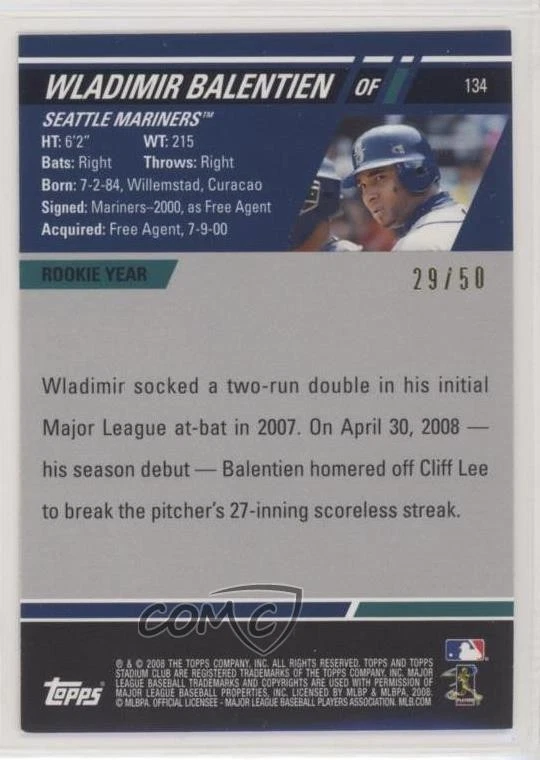 WLADIMIR BALENTIEN OF 134
SEATTLE MARINERS™
HT: 6'2" WT: 215
Bats: Right Throws: Right
Born: 7-2-84, Willemstad, Curacao
Signed: Mariners–2000, as Free Agent
Acquired: Free Agent, 7-9-00
ROOKIE YEAR
29/50
Wladimir socked a two-run double in his initial
Major League at-bat in 2007. On April 30, 2008 —
his season debut — Balentien homered off Cliff Lee
to break the pitcher's 27-inning scoreless streak.
COMC
® & © 2008 THE TOPPS COMPANY, INC. ALL RIGHTS RESERVED. TOPPS AND TOPPS
STADIUM CLUB ARE REGISTERED TRADEMARKS OF THE TOPPS COMPANY, INC. MAJOR
LEAGUE BASEBALL TRADEMARKS AND COPYRIGHTS ARE USED WITH PERMISSION OF
MAJOR LEAGUE BASEBALL PROPERTIES, INC. LICENSED BY MLBP & MLBPA, 2008.
© MLBPA. OFFICIAL LICENSEE - MAJOR LEAGUE BASEBALL PLAYERS ASSOCIATION. MLB.COM
topps